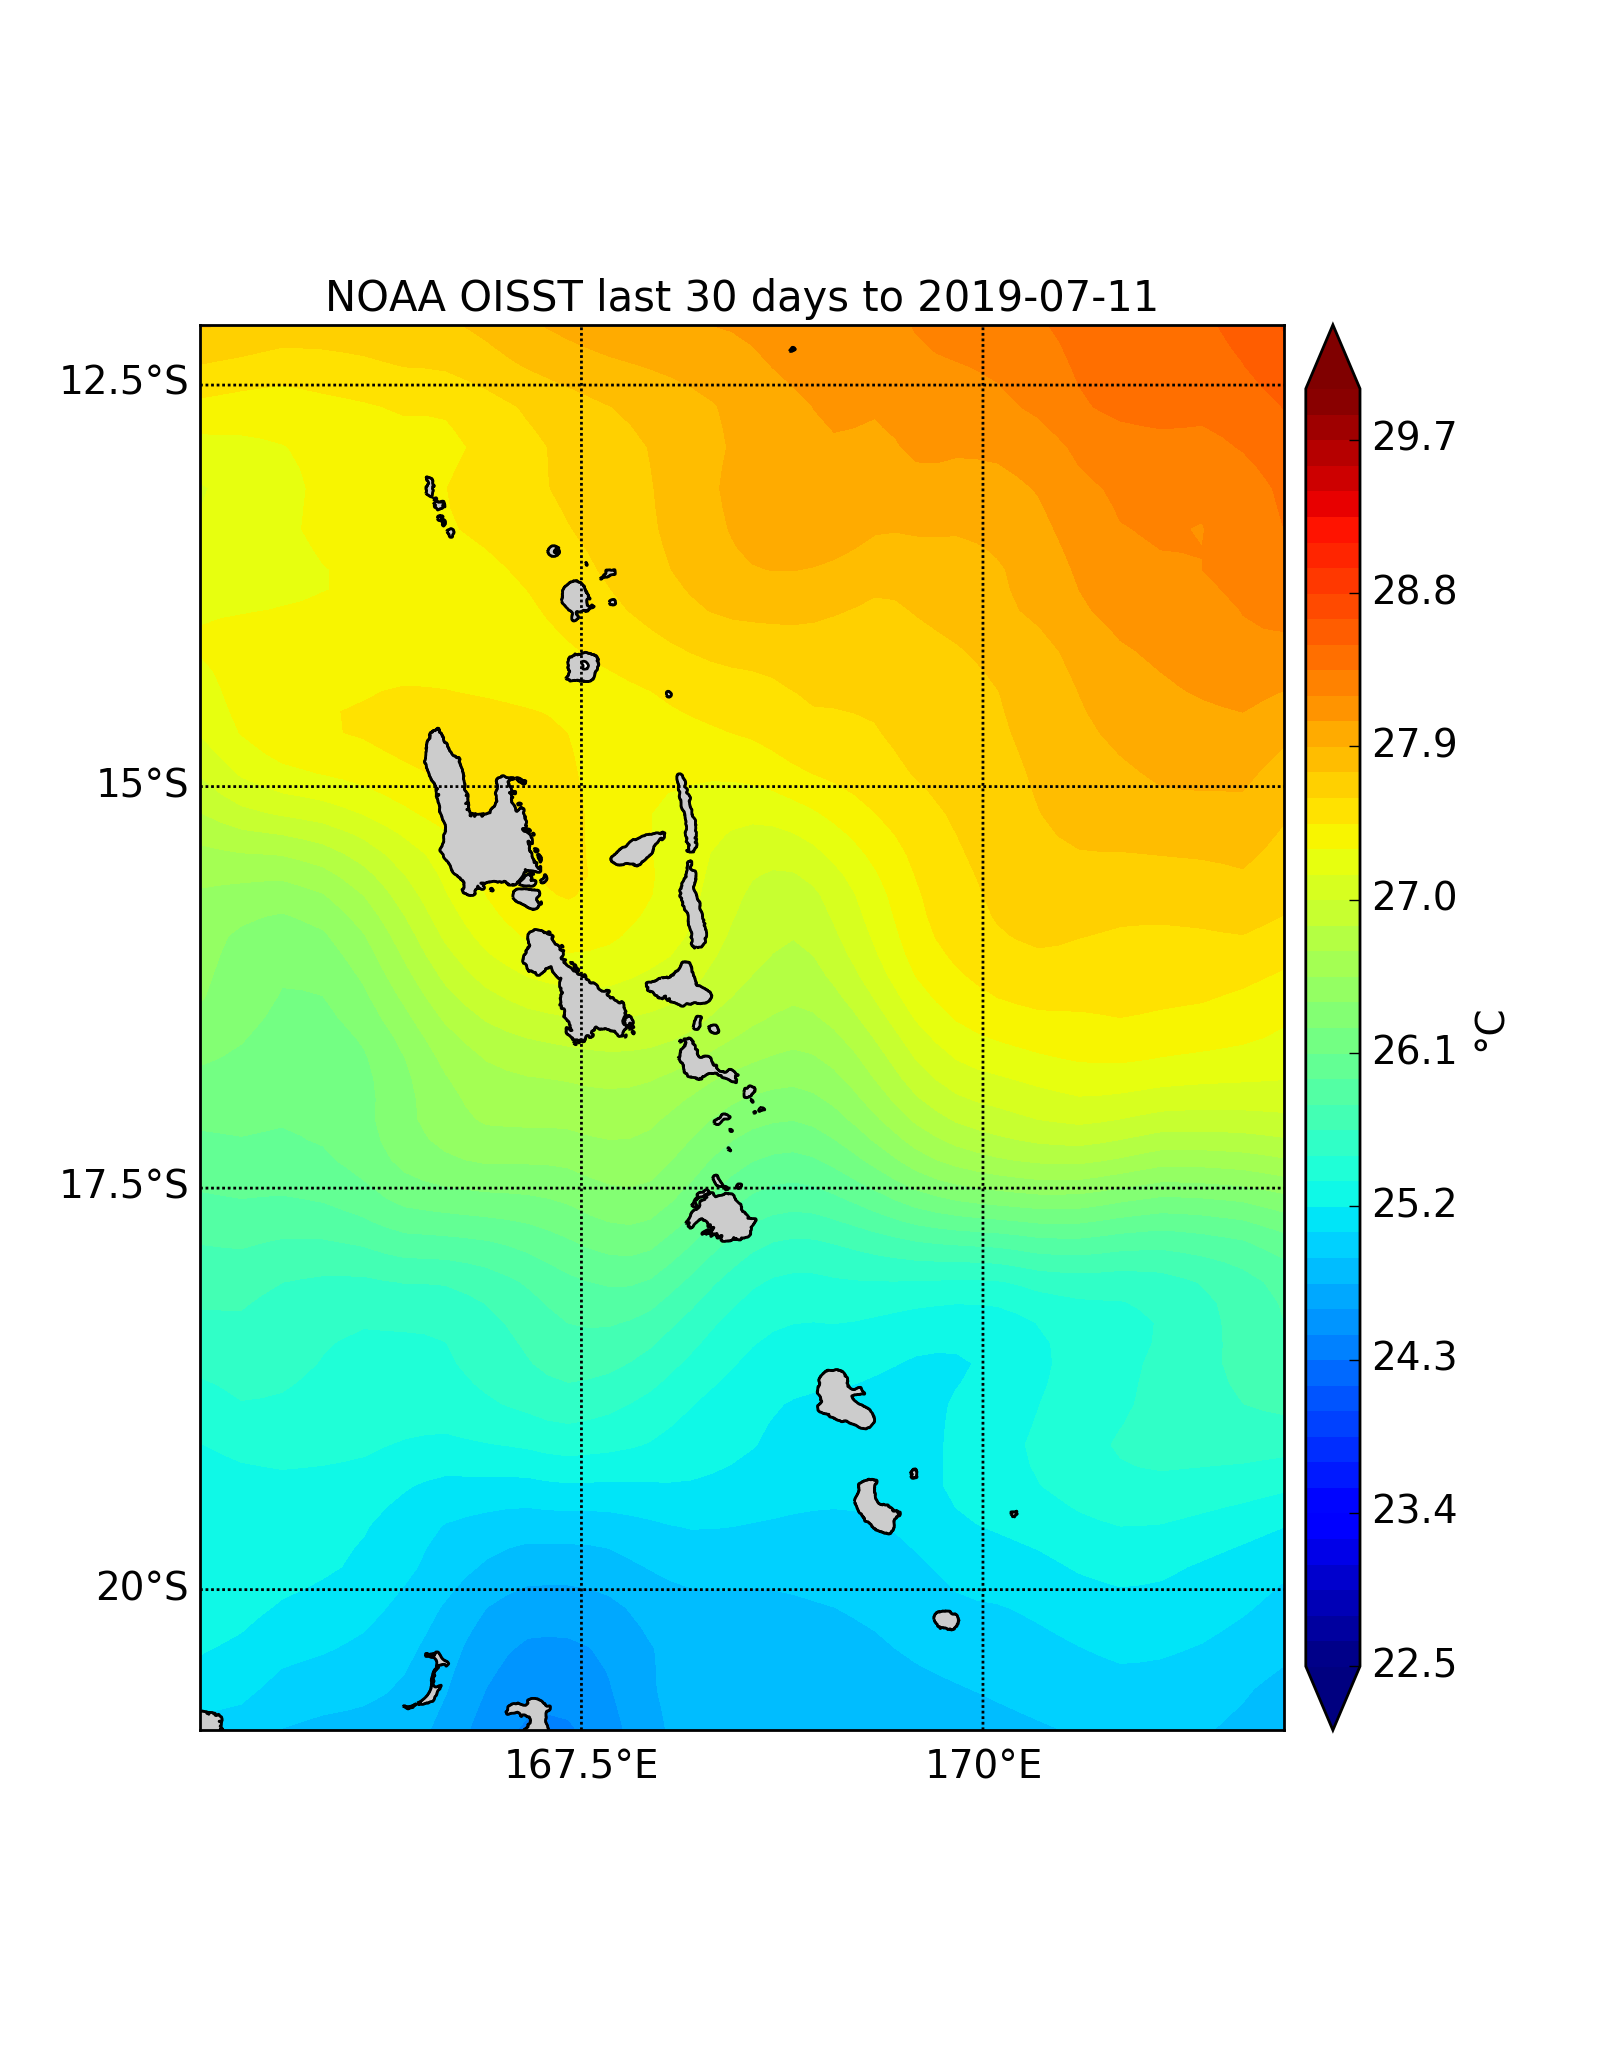 NOAA OISST last 30 days to 2019-07-11
12.5°S
15°S
17.5°S
20°S
167.5°E
170°E
29.7
28.8
27.9
27.0
26.1
25.2
24.3
23.4
22.5
°C